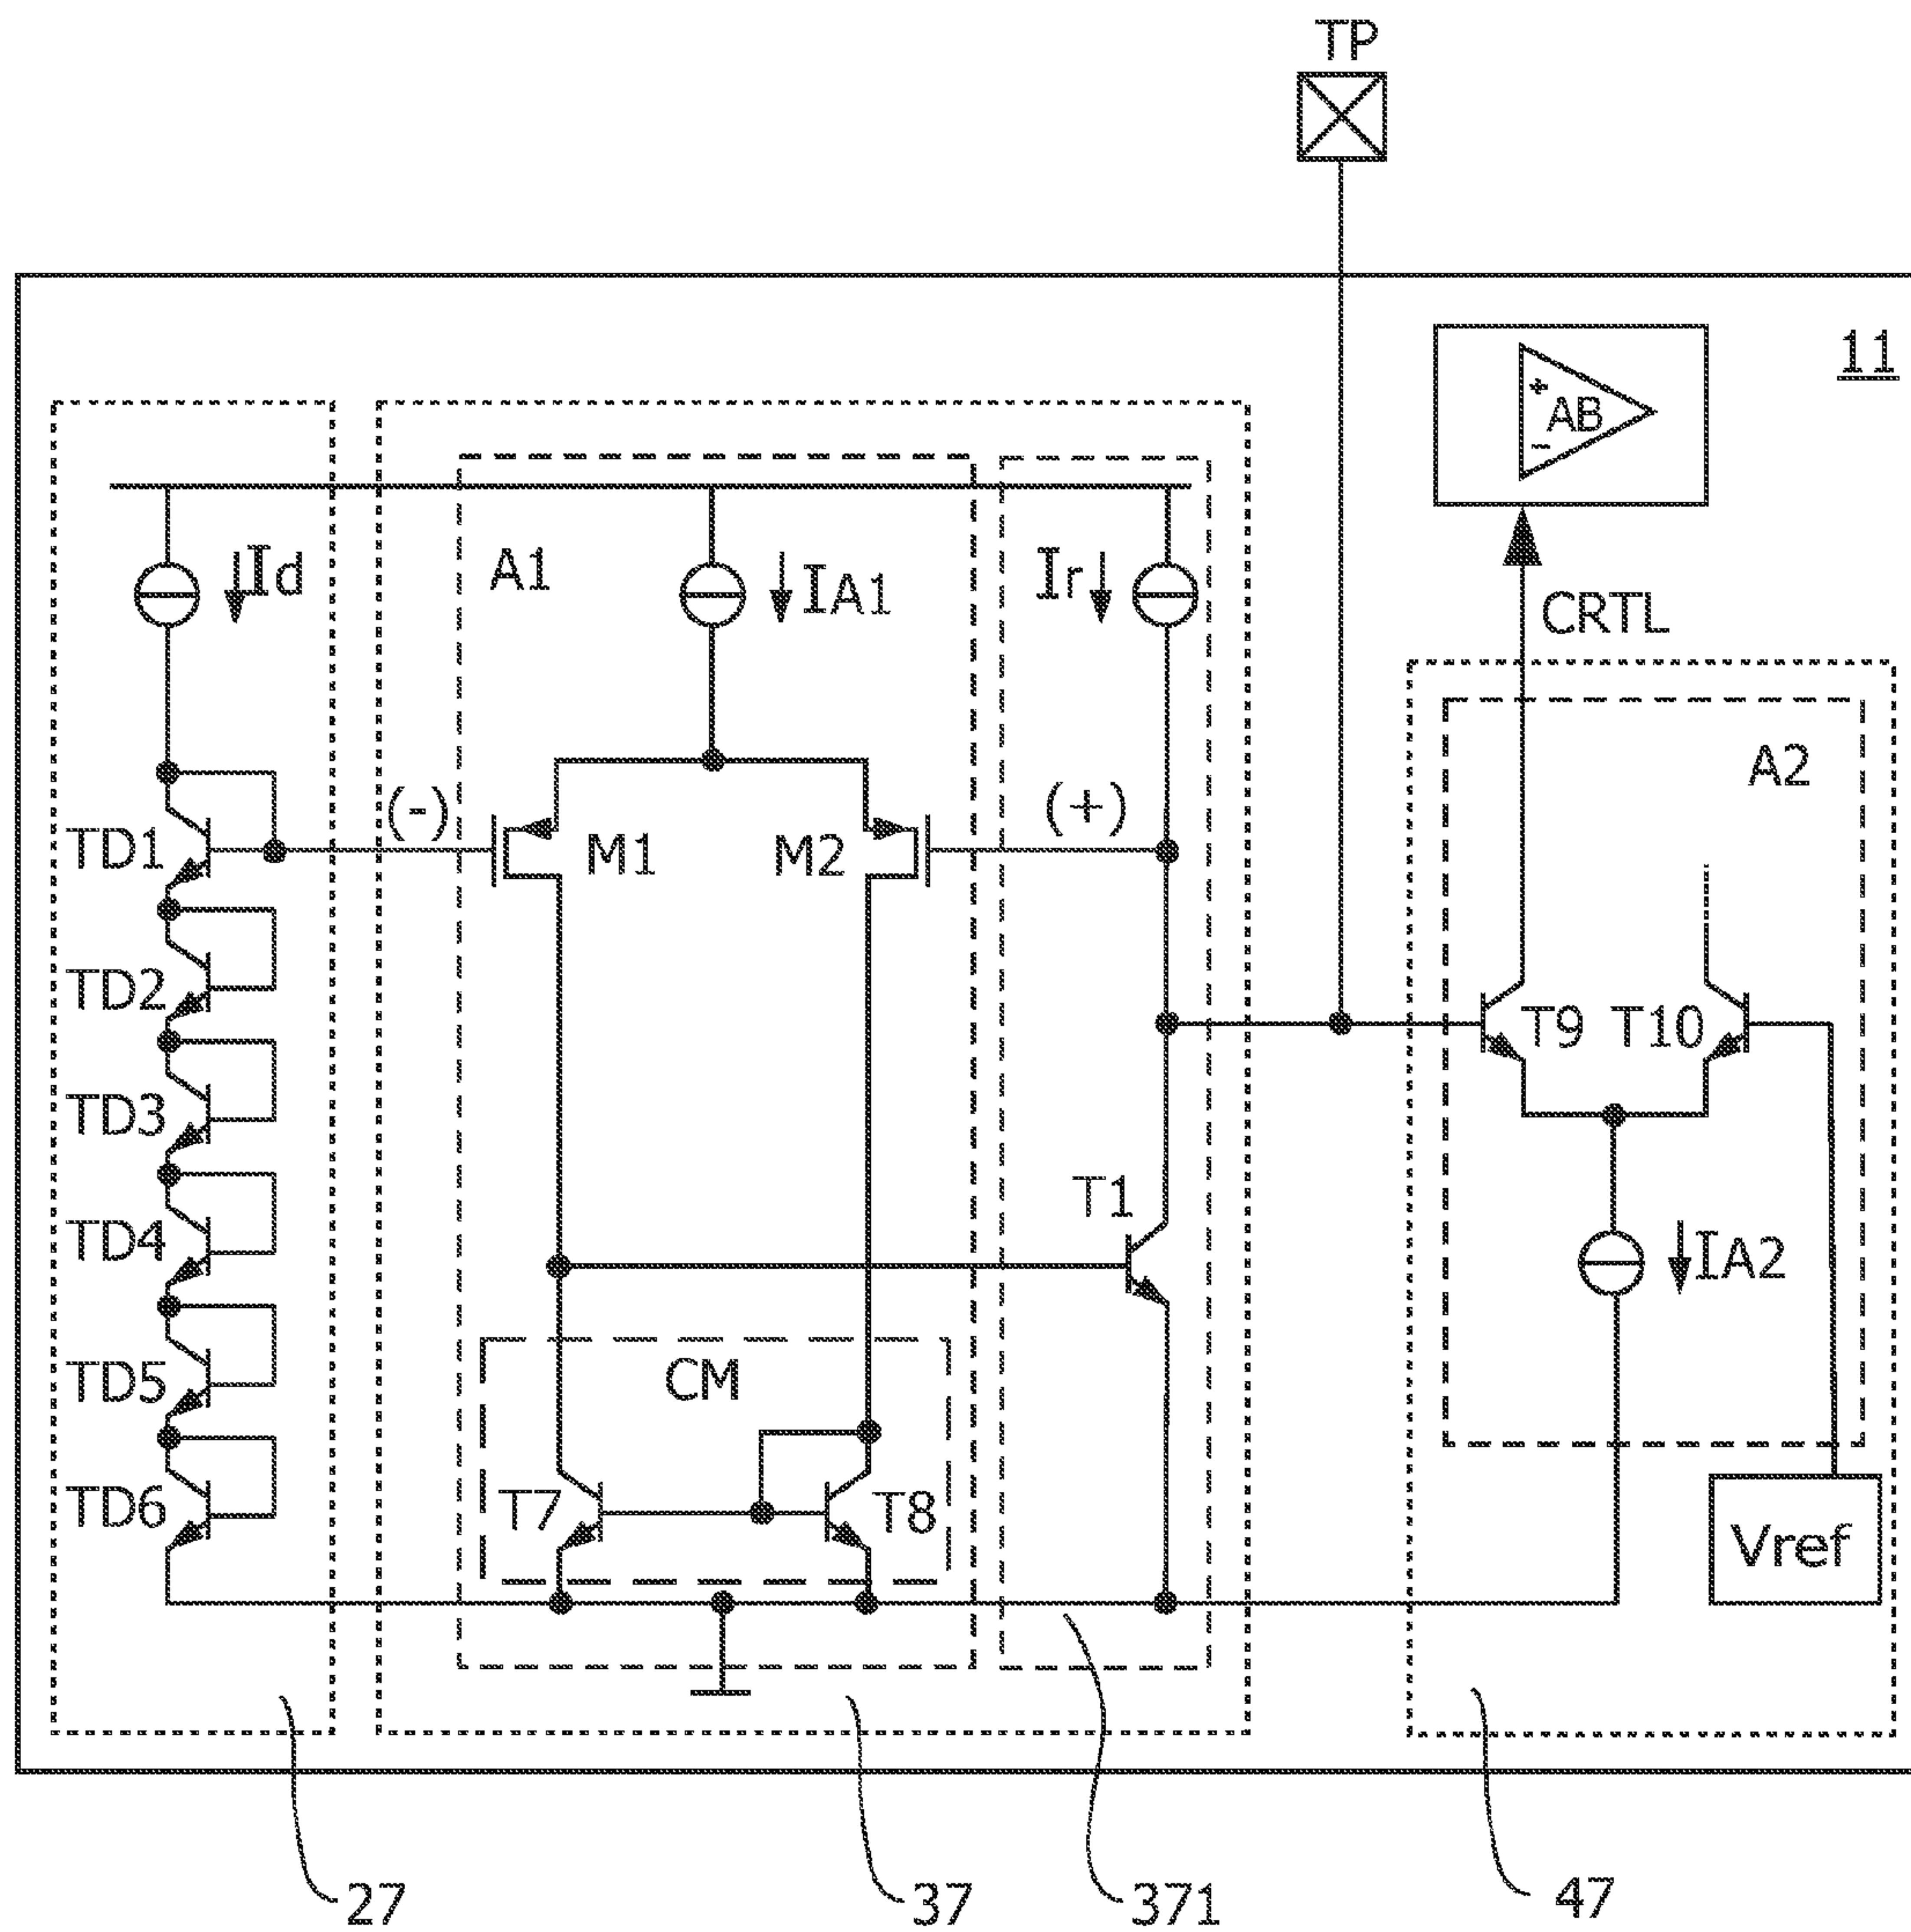 TP
11
+
AB
-
A1
Id
IA1
Ir
CRTL
A2
(-)
(+)
TD1
M1
M2
TD2
T9
T10
TD3
T1
TD4
IA2
TD5
CM
TD6
T7
T8
Vref
27
37
371
47